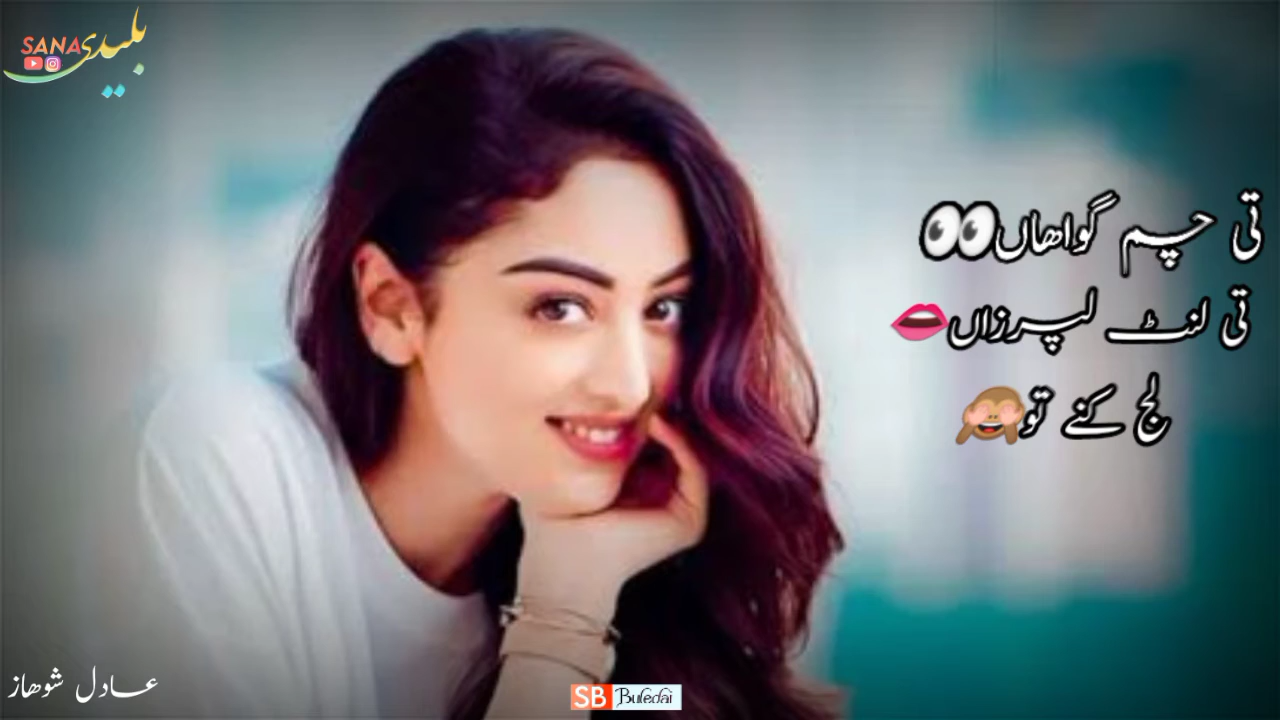 SANA بلیدی
تی چم گواھاں👀
تی لنٹ لپرزاں👄
لج کنے تو🙈
عادل شوھاز
SB Buledai